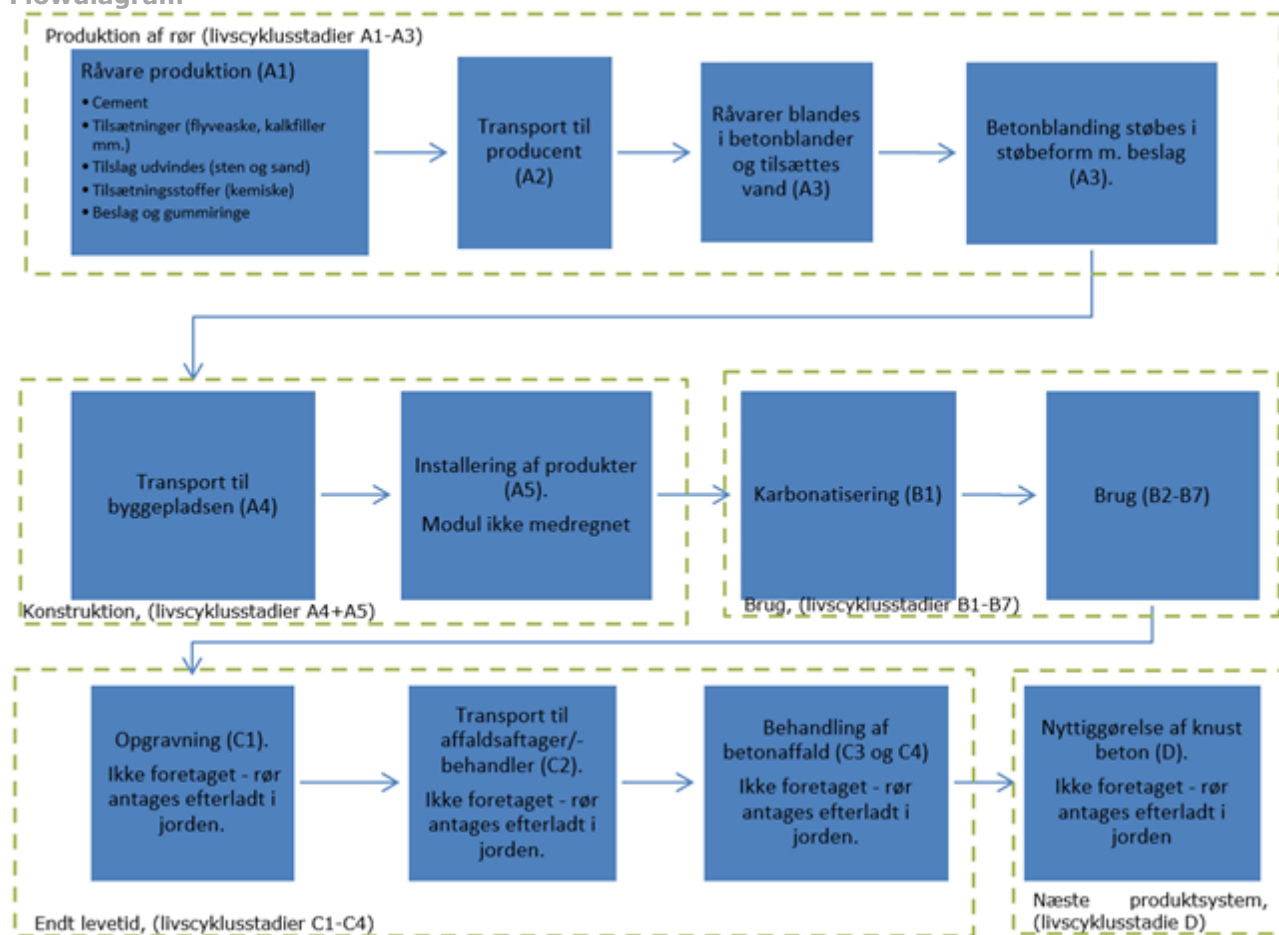 Flowdiagram
Produktion af rør (livscyklusstadier A1-A3)
Råvare produktion (A1)
• Cement
• Tilsætninger (flyveaske, kalkfiller
mm.)
• Tilslag udvindes (sten og sand)
• Tilsætningsstoffer (kemiske)
• Beslag og gummiringe
Transport til
producent
(A2)
Råvarer blandes
i betonblander
og tilsættes
vand (A3)
Betonblanding støbes i
støbeform m. beslag
(A3).
Transport til
byggepladsen (A4)
Installering af produkter
(A5).
Modul ikke medregnet
Konstruktion, (livscyklusstadier A4+A5)
Karbonatisering (B1)
Brug (B2-B7)
Brug, (livscyklusstadier B1-B7)
Opgravning (C1).
Ikke foretaget - rør
antages efterladt i
jorden.
Transport til
affaldsaftager/-
behandler (C2).
Ikke foretaget - rør
antages efterladt i
jorden.
Behandling af
betonaffald (C3 og C4)
Ikke foretaget - rør
antages efterladt i
jorden.
Endt levetid, (livscyklusstadier C1-C4)
Nyttiggørelse af knust
beton (D).
Ikke foretaget - rør
antages efterladt i
jorden
Næste produktsystem,
(livscyklusstadie D)